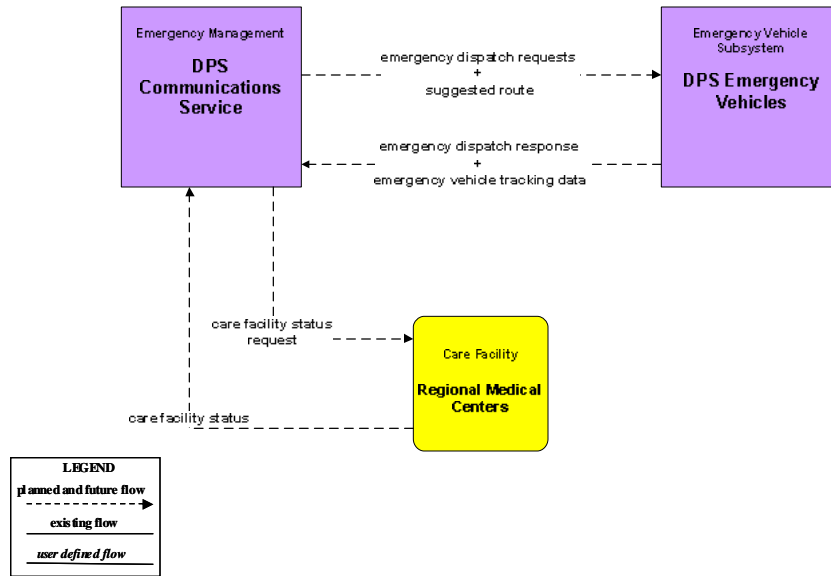 Emergency Management
DPS
Communications
Service
emergency dispatch requests
+
suggested route
Emergency Vehicle
Subsystem
DPS Emergency
Vehicles
emergency dispatch response
+
emergency vehicle tracking data
care facility status
request
Care Facility
Regional Medical
Centers
care facility status
LEGEND
planned and future flow
existing flow
user defined flow